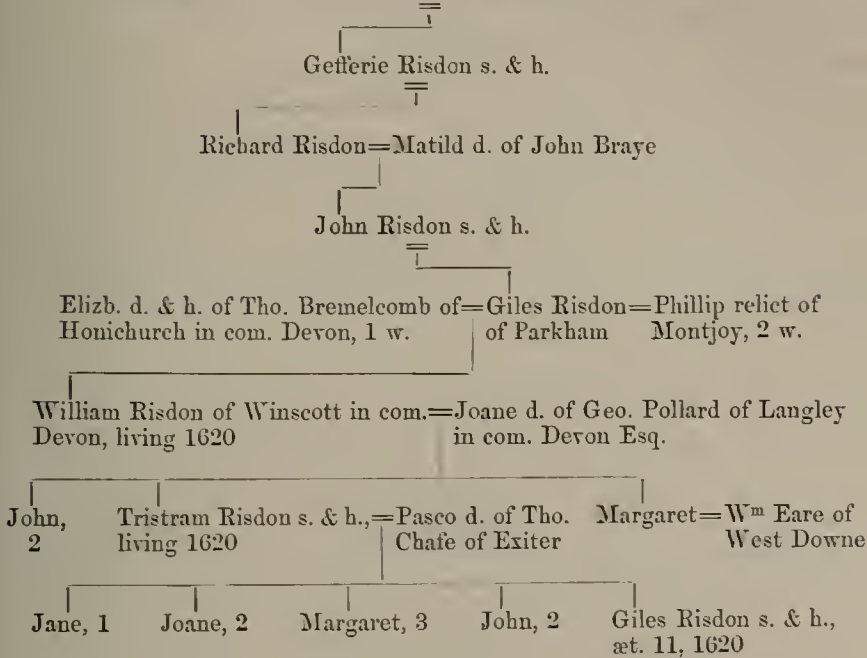 Gefferie Risdon s. & h.
Richard Risdon=Matild d. of John Braye
John Risdon s. & h.
Elizb. d. & h. of Tho. Bremelcomb of=Giles Risdon=Phillip relict of
Honichurch in com. Devon, 1 w. of Parkham Montjoy, 2 w.
William Risdon of Winscott in com.=Joane d. of Geo. Pollard of Langley
Devon, living 1620 in com. Devon Esq.
John, Tristram Risdon s. & h.,=Pasco d. of Tho. Margaret=Wᵐ Eare of
2 living 1620 Chafe of Exiter West Downe
Jane, 1 Joane, 2 Margaret, 3 John, 2 Giles Risdon s. & h.,
æt. 11, 1620